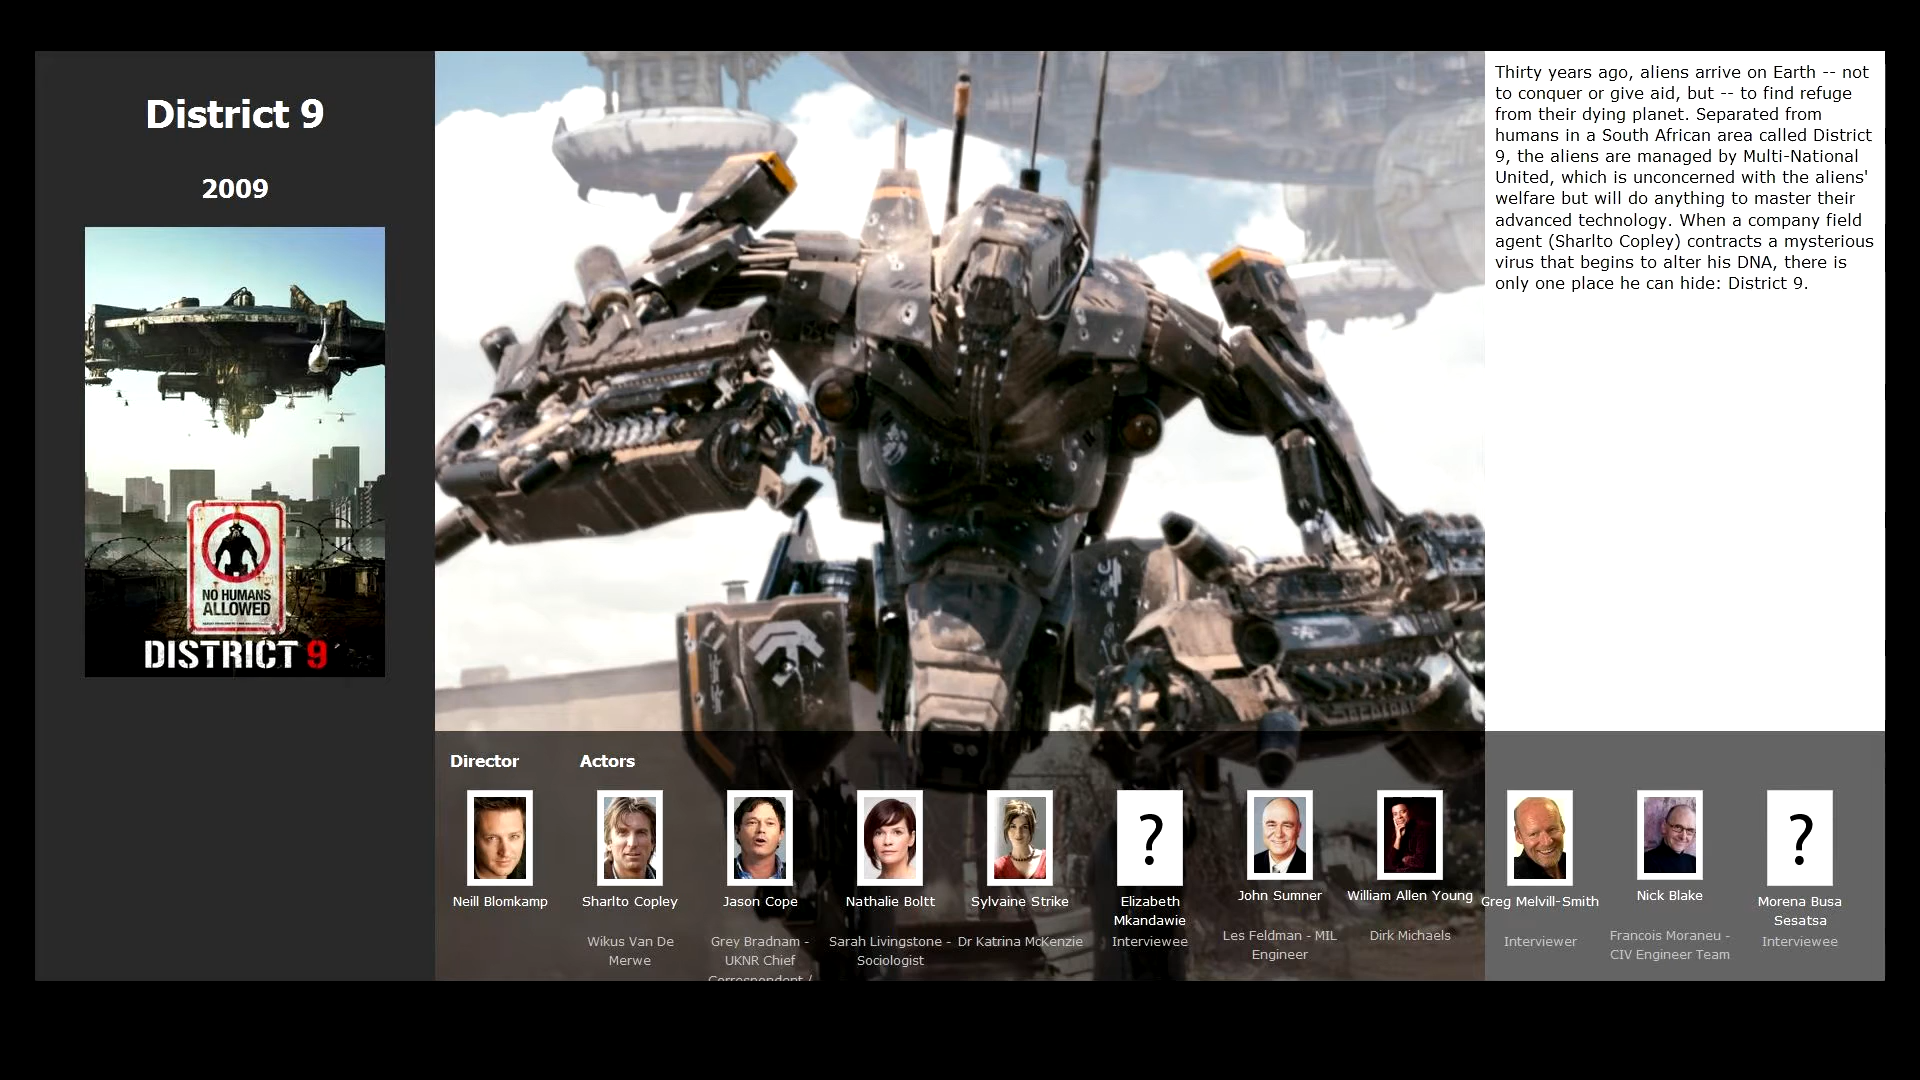 District 9
2009
NO HUMANS
ALLOWED
DISTRICT 9
Thirty years ago, aliens arrive on Earth -- not
to conquer or give aid, but -- to find refuge
from their dying planet. Separated from
humans in a South African area called District
9, the aliens are managed by Multi-National
United, which is unconcerned with the aliens'
welfare but will do anything to master their
advanced technology. When a company field
agent (Sharlto Copley) contracts a mysterious
virus that begins to alter his DNA, there is
only one place he can hide: District 9.
Director
Actors
Neill Blomkamp
Sharlto Copley
Wikus Van De
Merwe
Jason Cope
Grey Bradnam -
UKNR Chief
Correspondent /
Nathalie Boltt
Sarah Livingstone -
Sociologist
Sylvaine Strike
Dr Katrina McKenzie
?
Elizabeth
Mkandawie
Interviewee
John Sumner
Les Feldman - MIL
Engineer
William Allen Young
Dirk Michaels
Greg Melvill-Smith
Interviewer
Nick Blake
Francois Moraneu -
CIV Engineer Team
?
Morena Busa
Sesatsa
Interviewee